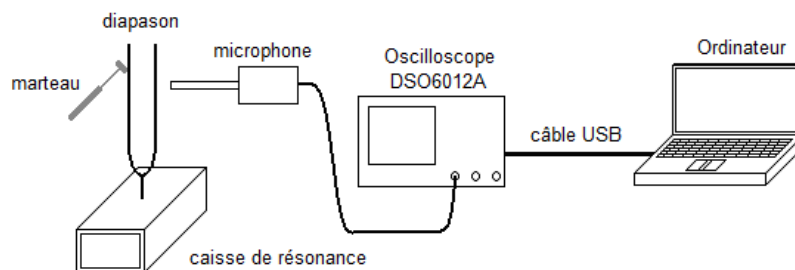 diapason
marteau
microphone
Oscilloscope
DSO6012A
Ordinateur
câble USB
caisse de résonance